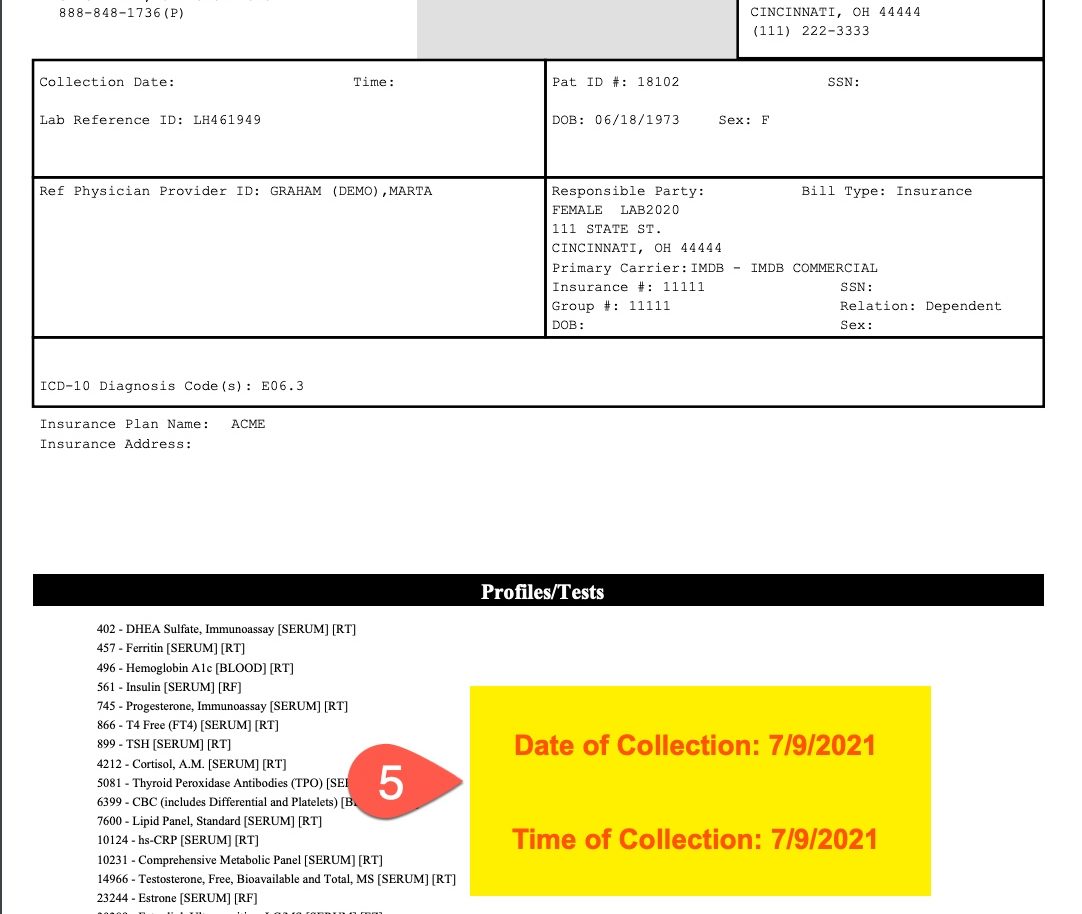 888-848-1736(P)
CINCINNATI, OH 44444
(111) 222-3333
Collection Date: Time:
Lab Reference ID: LH461949
Pat ID #: 18102 SSN:
DOB: 06/18/1973 Sex: F
Ref Physician Provider ID: GRAHAM (DEMO),MARTA
Responsible Party: Bill Type: Insurance
FEMALE LAB2020
111 STATE ST.
CINCINNATI, OH 44444
Primary Carrier:IMDB - IMDB COMMERCIAL
Insurance #: 11111 SSN:
Group #: 11111 Relation: Dependent
DOB: Sex:
ICD-10 Diagnosis Code(s): E06.3
Insurance Plan Name: ACME
Insurance Address:
Profiles/Tests
402 - DHEA Sulfate, Immunoassay [SERUM] [RT]
457 - Ferritin [SERUM] [RT]
496 - Hemoglobin A1c [BLOOD] [RT]
561 - Insulin [SERUM] [RF]
745 - Progesterone, Immunoassay [SERUM] [RT]
866 - T4 Free (FT4) [SERUM] [RT]
899 - TSH [SERUM] [RT]
4212 - Cortisol, A.M. [SERUM] [RT]
5081 - Thyroid Peroxidase Antibodies (TPO)
6399 - CBC (includes Differential and Platelets)
7600 - Lipid Panel, Standard [SERUM] [RT]
10124 - hs-CRP [SERUM] [RT]
10231 - Comprehensive Metabolic Panel [SERUM] [RT]
14966 - Testosterone, Free, Bioavailable and Total, MS [SERUM] [RT]
23244 - Estrone [SERUM] [RF]
5
Date of Collection: 7/9/2021
Time of Collection: 7/9/2021